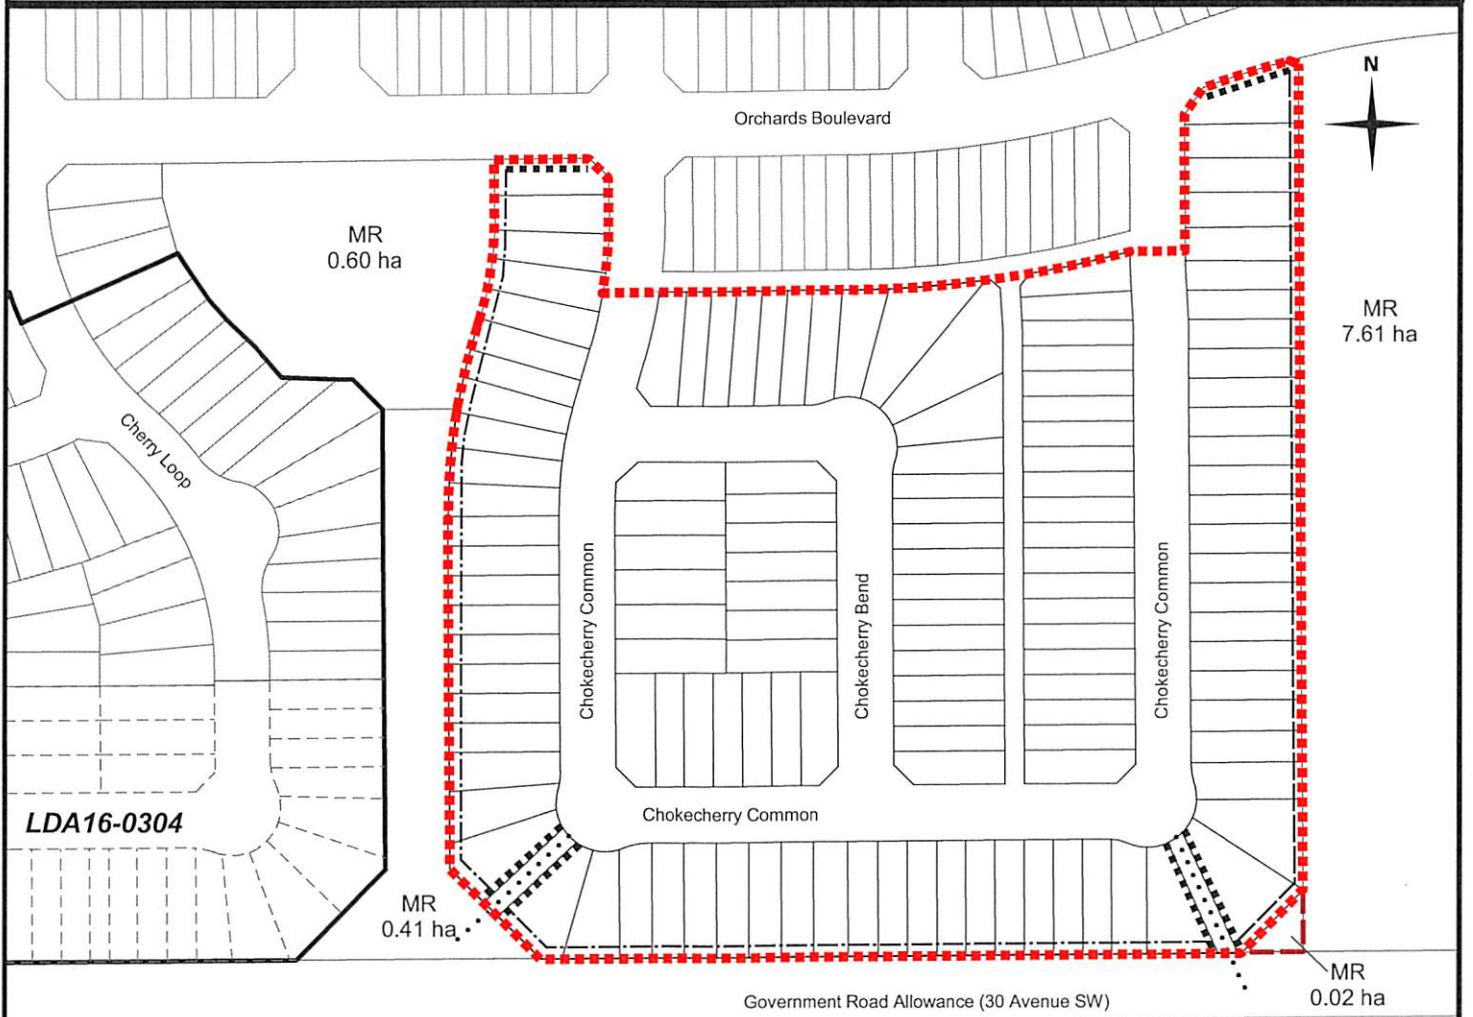 N
Orchards Boulevard
MR
0.60 ha
MR
7.61 ha
Cherry Loop
Chokecherry Common
Chokecherry Bend
Chokecherry Common
Chokecherry Common
LDA16-0304
MR
0.41 ha
MR
0.02 ha
Government Road Allowance (30 Avenue SW)